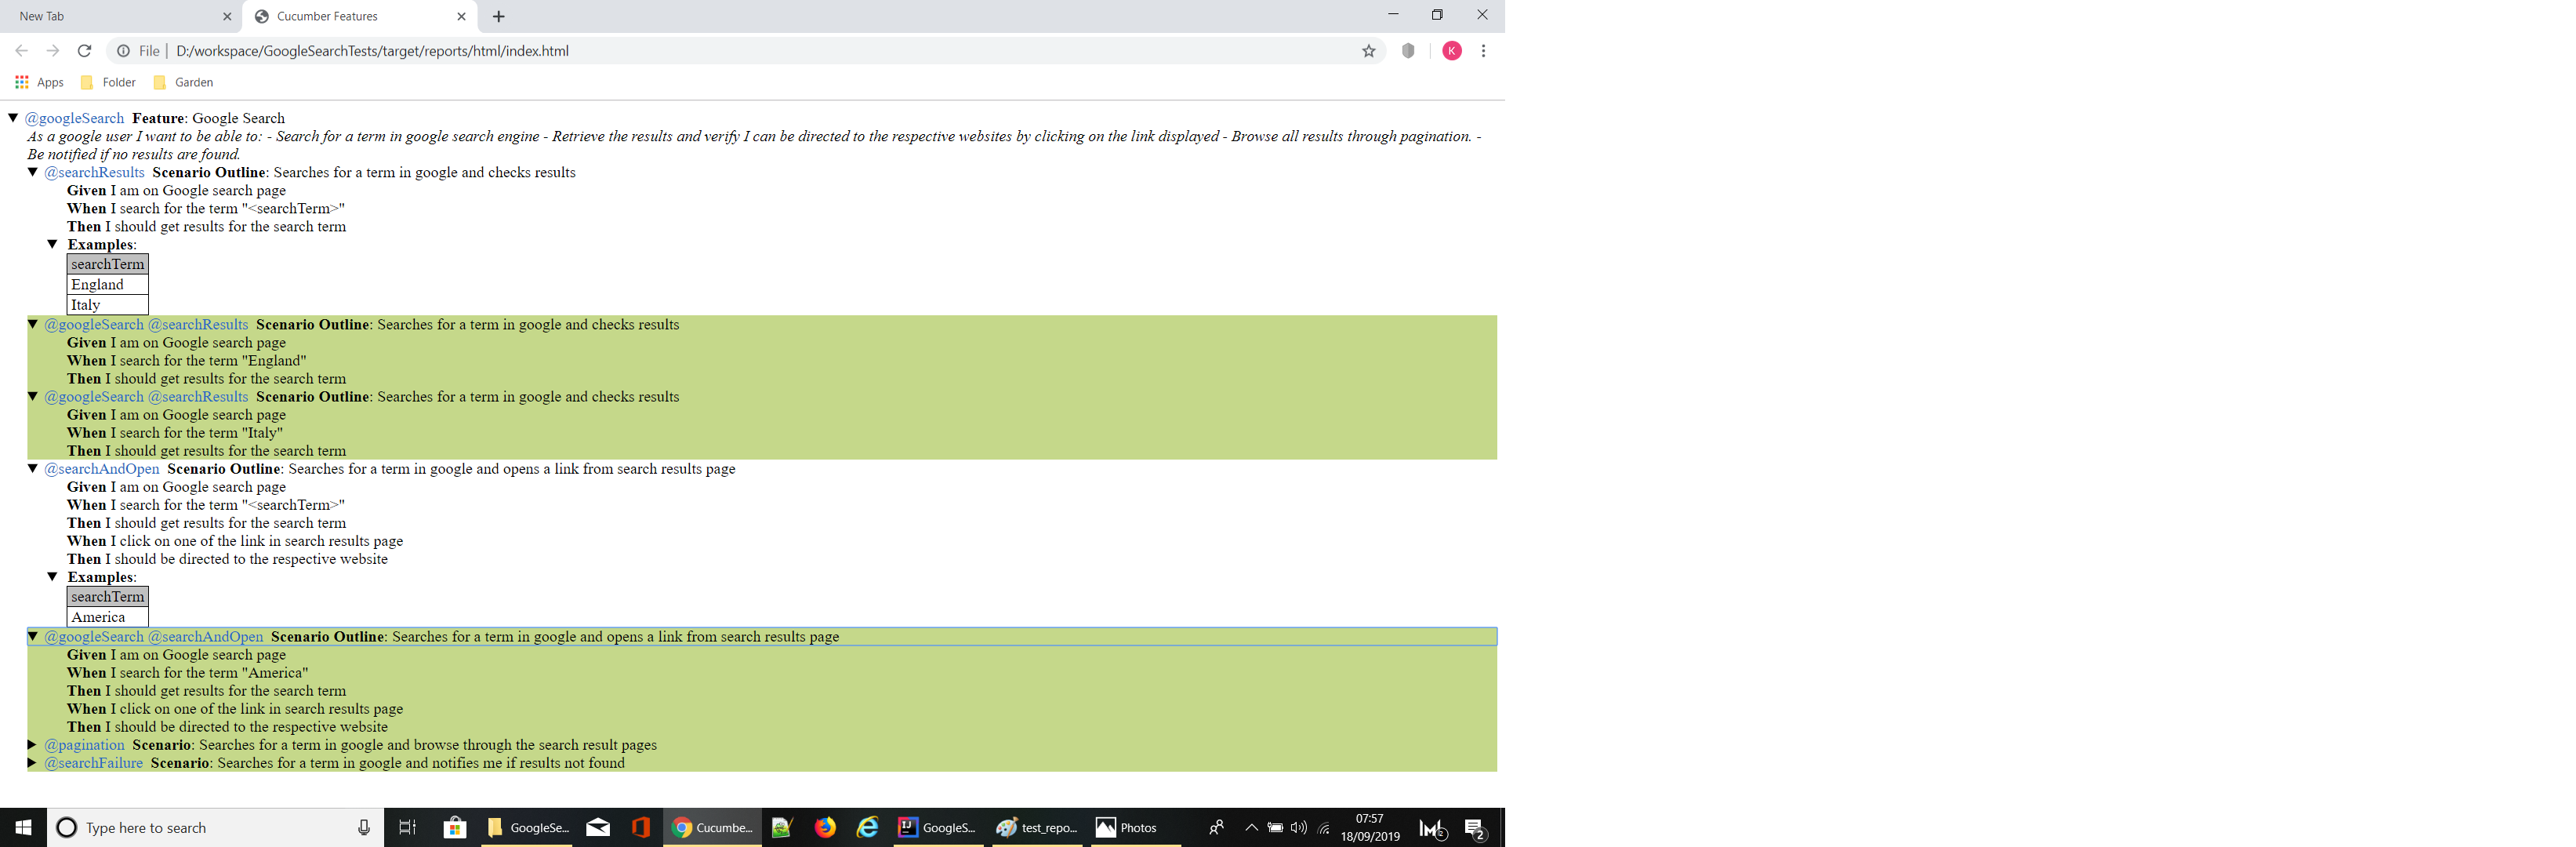 New Tab
Cucumber Features
File | D:/workspace/GoogleSearchTests/target/reports/html/index.html
K
Apps Folder Garden
@googleSearch Feature: Google Search
As a google user I want to be able to: - Search for a term in google search engine - Retrieve the results and verify I can be directed to the respective websites by clicking on the link displayed - Browse all results through pagination. -
Be notified if no results are found.
@searchResults Scenario Outline: Searches for a term in google and checks results
Given I am on Google search page
When I search for the term "<searchTerm>"
Then I should get results for the search term
Examples:
searchTerm
England
Italy
@googleSearch @searchResults Scenario Outline: Searches for a term in google and checks results
Given I am on Google search page
When I search for the term "England"
Then I should get results for the search term
@googleSearch @searchResults Scenario Outline: Searches for a term in google and checks results
Given I am on Google search page
When I search for the term "Italy"
Then I should get results for the search term
@searchAndOpen Scenario Outline: Searches for a term in google and opens a link from search results page
Given I am on Google search page
When I search for the term "<searchTerm>"
Then I should get results for the search term
When I click on one of the link in search results page
Then I should be directed to the respective website
Examples:
searchTerm
America
@googleSearch @searchAndOpen Scenario Outline: Searches for a term in google and opens a link from search results page
Given I am on Google search page
When I search for the term "America"
Then I should get results for the search term
When I click on one of the link in search results page
Then I should be directed to the respective website
@pagination Scenario: Searches for a term in google and browse through the search result pages
@searchFailure Scenario: Searches for a term in google and notifies me if results not found
Type here to search
GoogleSe...
Cucumbe...
GoogleS...
test_repo...
Photos
07:57
18/09/2019
2
2